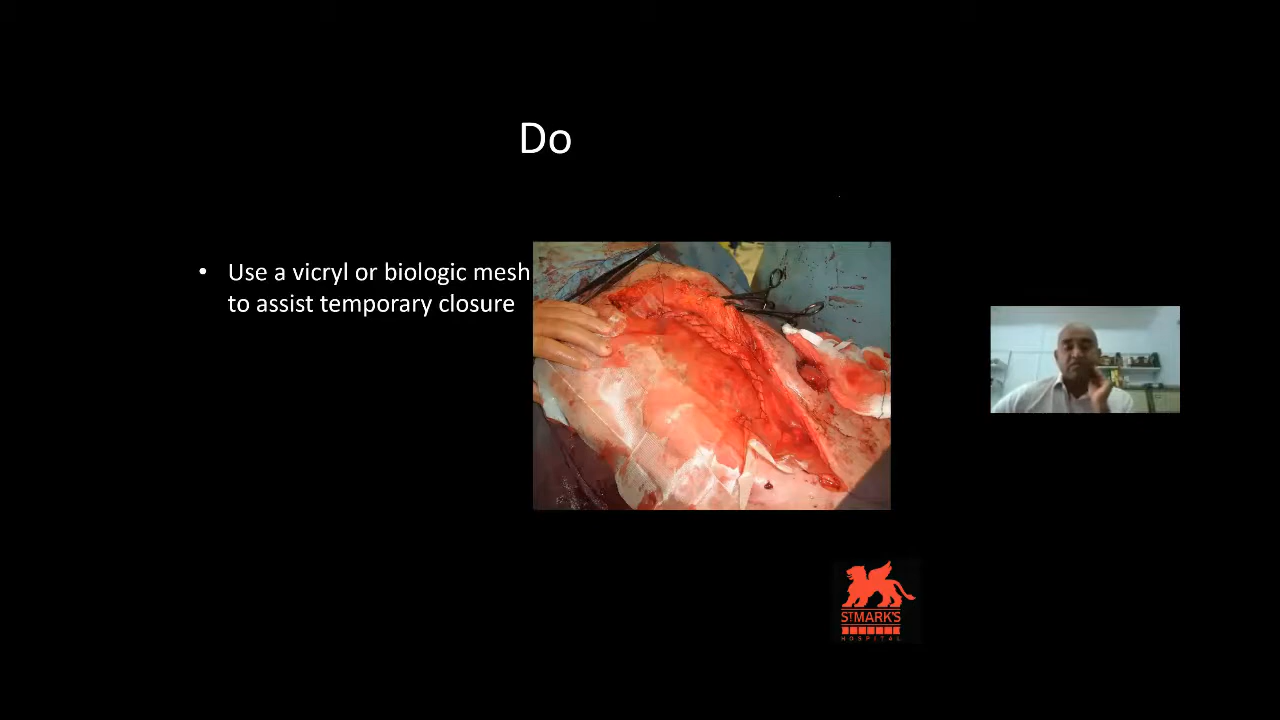 Do
• Use a vicryl or biologic mesh
to assist temporary closure
ST MARK'S
HOSPITAL